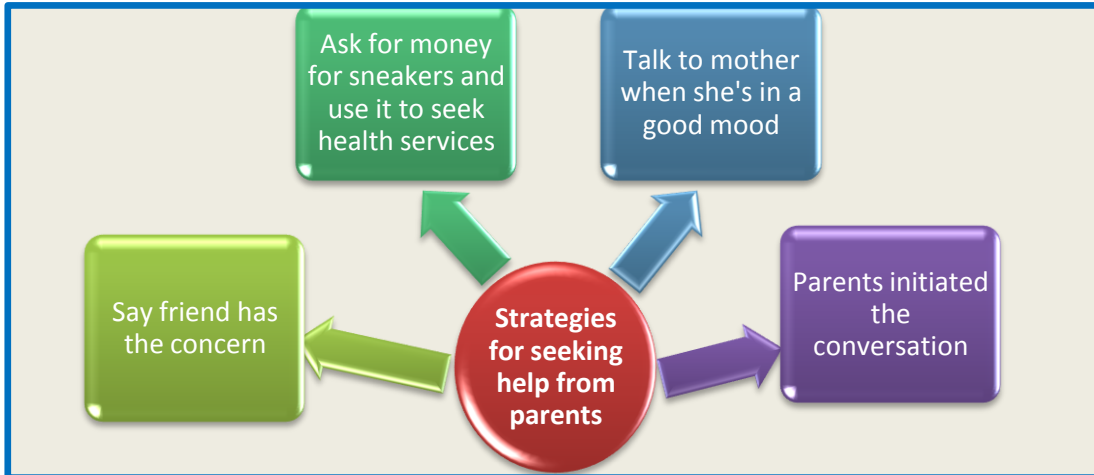 Ask for money
for sneakers and
use it to seek
health services
Talk to mother
when she's in a
good mood
Say friend has
the concern
Strategies
for seeking
help from
parents
Parents initiated
the
conversation